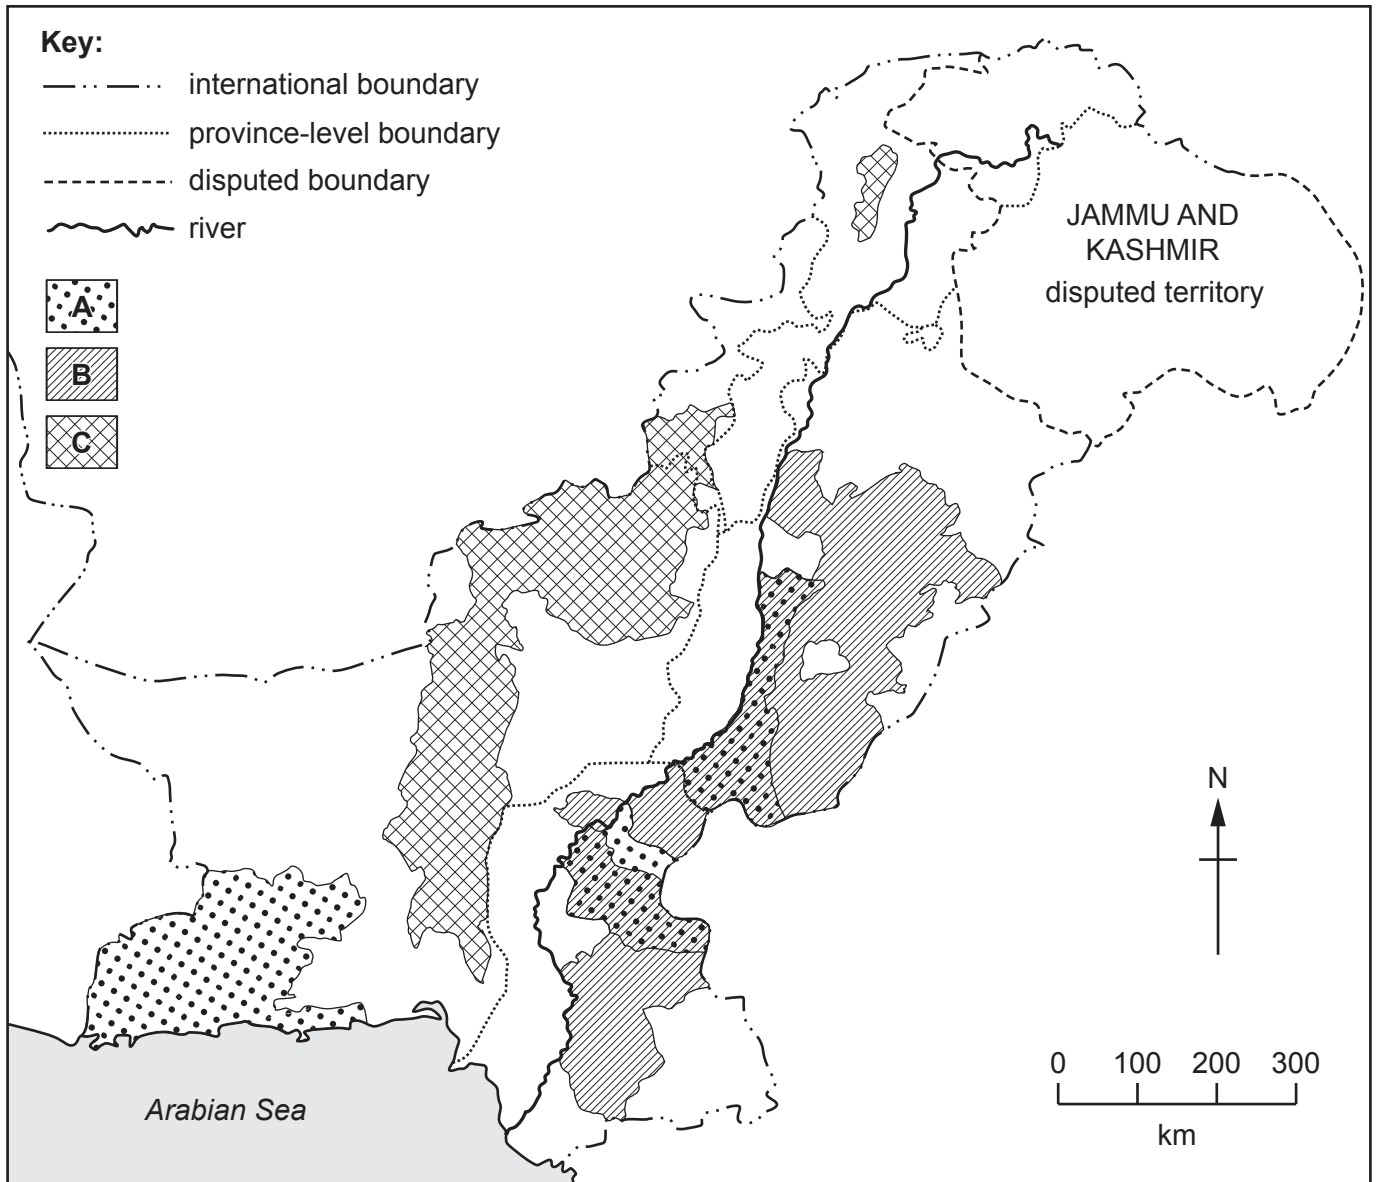 Key:
international boundary
province-level boundary
disputed boundary
river
A
B
C
JAMMU AND
KASHMIR
disputed territory
N
0 100 200 300
km
Arabian Sea